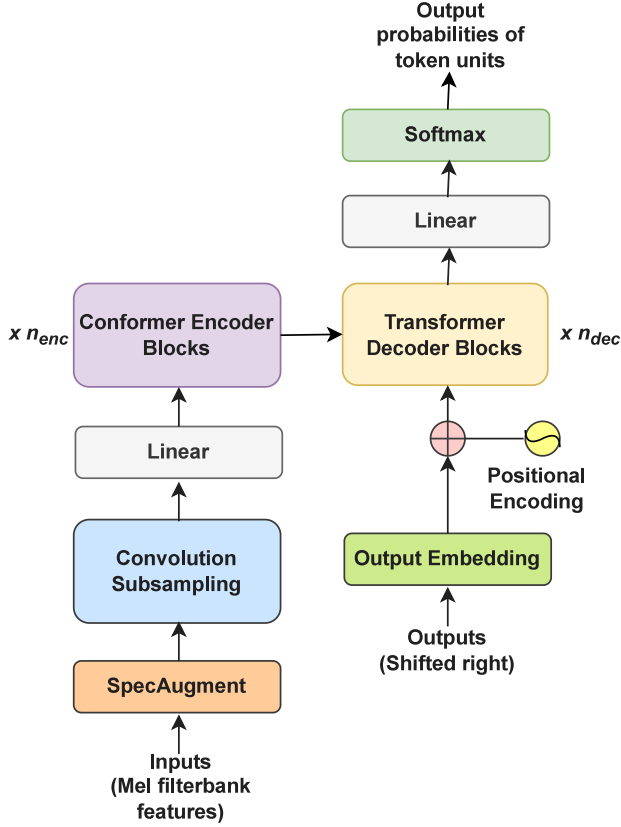 Output
probabilities of
token units
Softmax
Linear
x n_enc
Conformer Encoder
Blocks
Transformer
Decoder Blocks
x n_dec
Linear
Positional
Encoding
Convolution
Subsampling
Output Embedding
Outputs
(Shifted right)
SpecAugment
Inputs
(Mel filterbank
features)